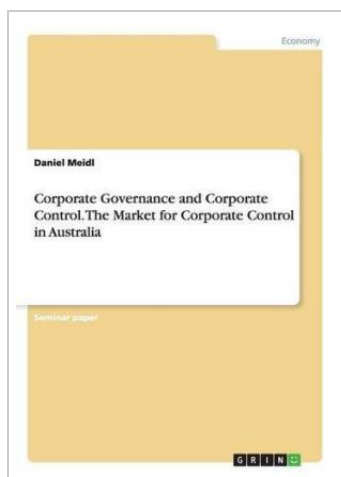 Economy
Daniel Meidl
Corporate Governance and Corporate
Control. The Market for Corporate Control
in Australia
Seminar paper
GRIN